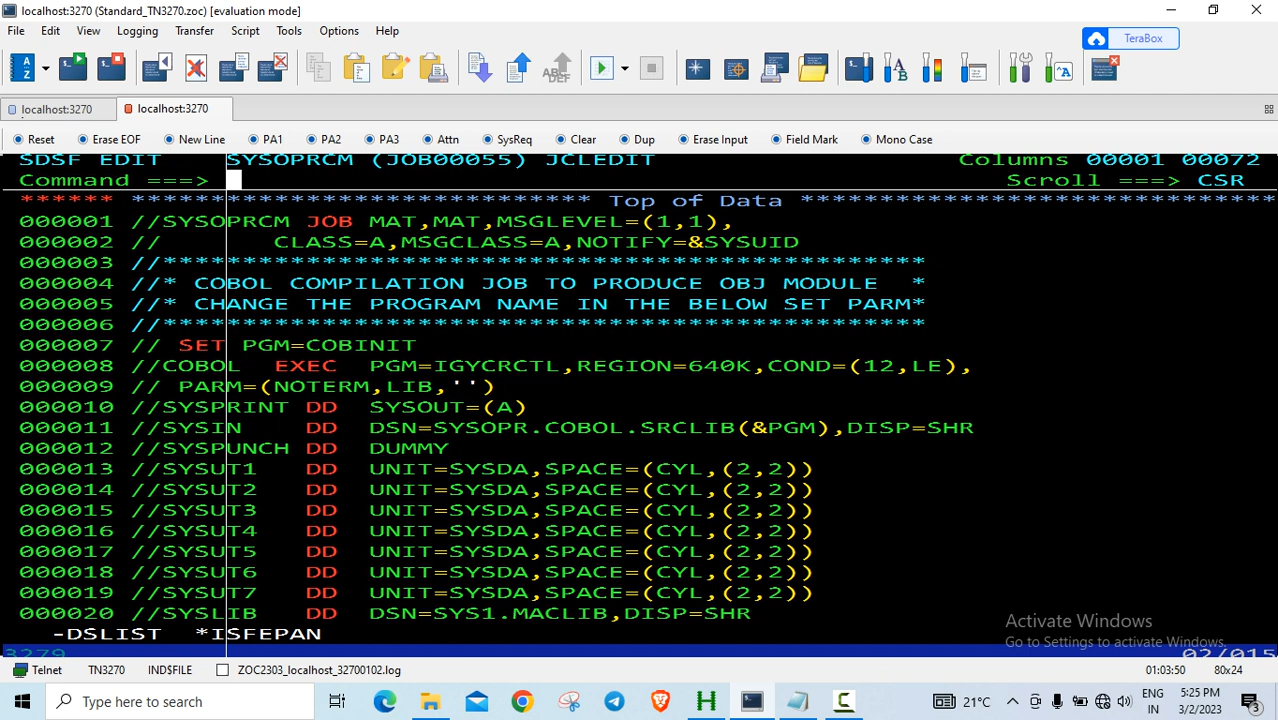 localhost:3270 (Standard_TN3270.zoc) [evaluation mode]
File Edit View Logging Transfer Script Tools Options Help
TeraBox
localhost:3270 localhost:3270
Reset Erase EOF New Line PA1 PA2 PA3 Attn SysReq Clear Dup Erase Input Field Mark Mono Case
SDSF EDIT SYSOPRCM (JOB00055) JCLEDIT Columns 00001 00072
Command ===> Scroll ===> CSR
****** ***************************** Top of Data ******************************
000001 //SYSOPRCM JOB MAT,MAT,MSGLEVEL=(1,1),
000002 // CLASS=A,MSGCLASS=A,NOTIFY=&SYSUID
000003 //************************************************
000004 //* COBOL COMPILATION JOB TO PRODUCE OBJ MODULE *
000005 //* CHANGE THE PROGRAM NAME IN THE BELOW SET PARM*
000006 //************************************************
000007 // SET PGM=COBINIT
000008 //COBOL EXEC PGM=IGYCRCTL,REGION=640K,COND=(12,LE),
000009 // PARM=(NOTERM,LIB,'')
000010 //SYSPRINT DD SYSOUT=(A)
000011 //SYSIN DD DSN=SYSOPR.COBOL.SRCLIB(&PGM),DISP=SHR
000012 //SYSPUNCH DD DUMMY
000013 //SYSUT1 DD UNIT=SYSDA,SPACE=(CYL,(2,2))
000014 //SYSUT2 DD UNIT=SYSDA,SPACE=(CYL,(2,2))
000015 //SYSUT3 DD UNIT=SYSDA,SPACE=(CYL,(2,2))
000016 //SYSUT4 DD UNIT=SYSDA,SPACE=(CYL,(2,2))
000017 //SYSUT5 DD UNIT=SYSDA,SPACE=(CYL,(2,2))
000018 //SYSUT6 DD UNIT=SYSDA,SPACE=(CYL,(2,2))
000019 //SYSUT7 DD UNIT=SYSDA,SPACE=(CYL,(2,2))
000020 //SYSLIB DD DSN=SYS1.MACLIB,DISP=SHR
-DSLIST *ISFEPAN
Activate Windows
Go to Settings to activate Windows.
3279 02/015
Telnet TN3270 IND$FILE ZOC2303_localhost_32700102.log 01:03:50 80x24
Type here to search 21°C ENG IN 5:25 PM 3/2/2023 3